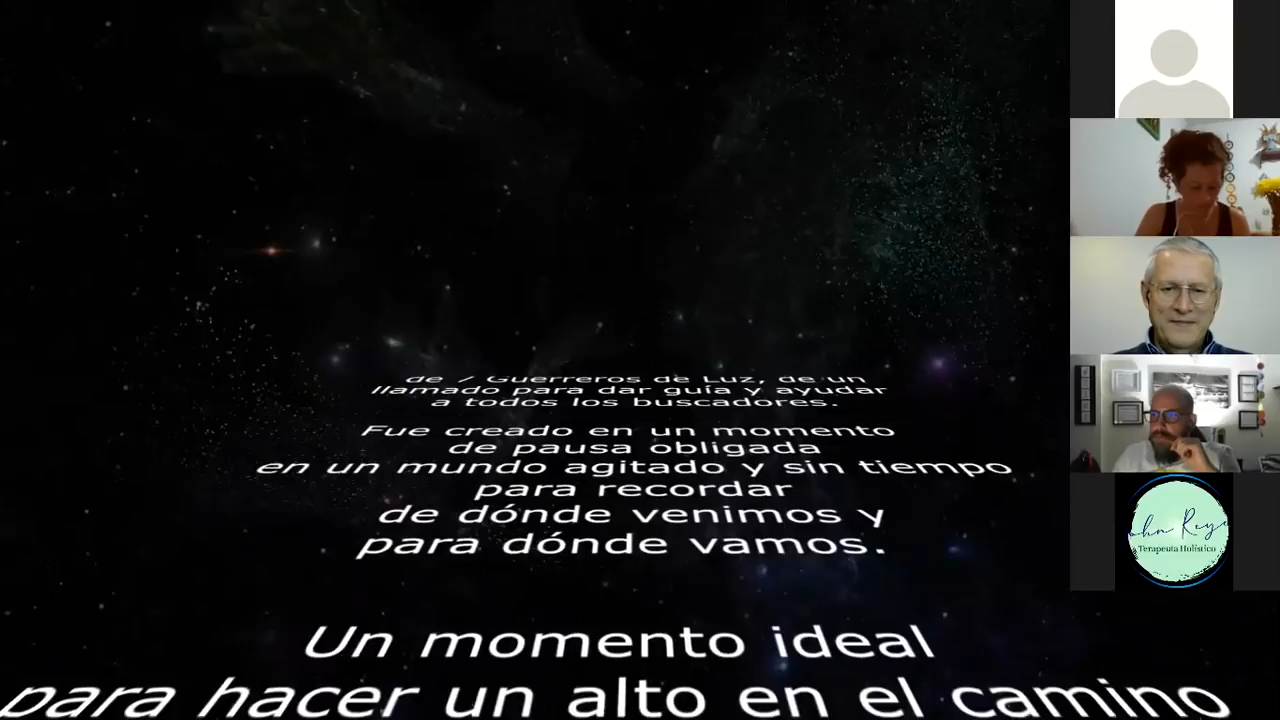 de 7 Guerreros de Luz, de un
llamado para dar guía y ayudar
a todos los buscadores.
Fue creado en un momento
de pausa obligada
en un mundo agitado y sin tiempo
para recordar
de dónde venimos y
para dónde vamos.
Un momento ideal
para hacer un alto en el camino
Terapeuta Holístico